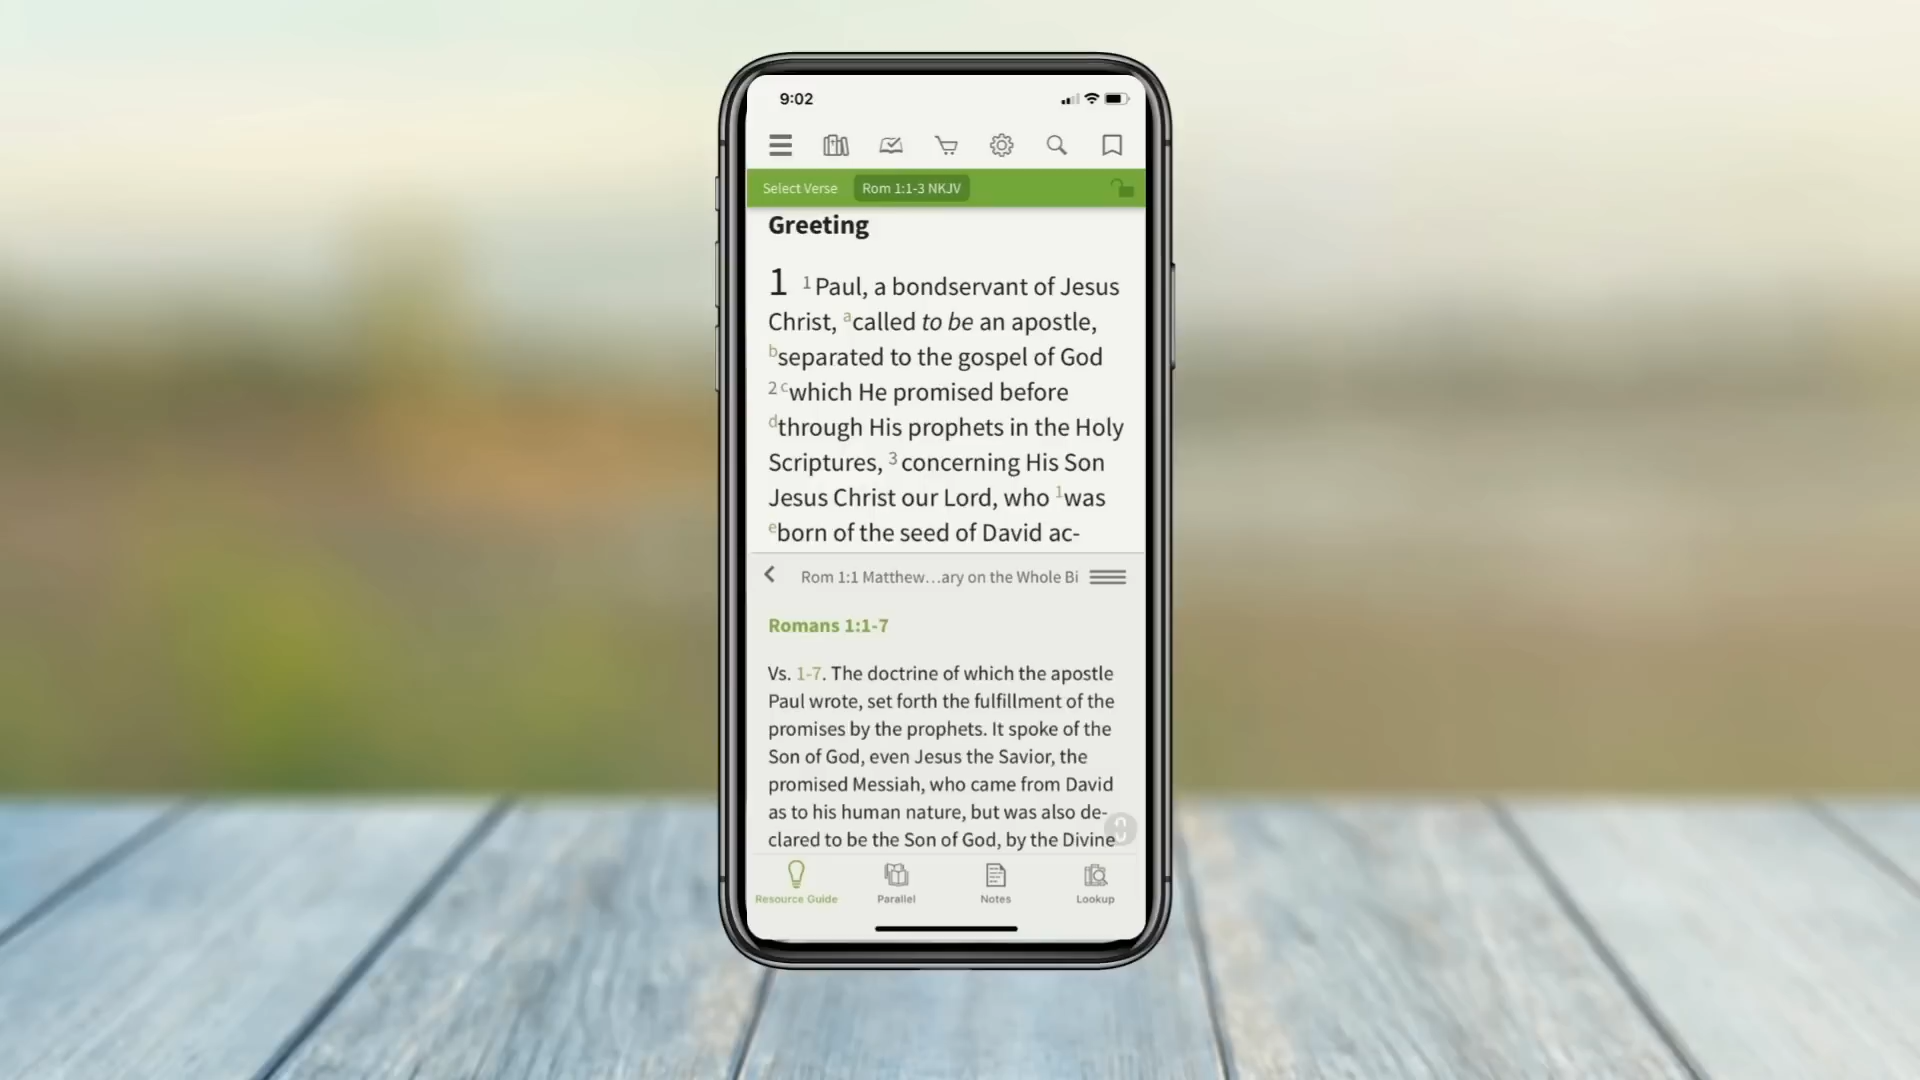 9:02
Select Verse Rom 1:1-3 NKJV
Greeting
1 1 Paul, a bondservant of Jesus
Christ, a called to be an apostle,
b separated to the gospel of God
2 c which He promised before
d through His prophets in the Holy
Scriptures, 3 concerning His Son
Jesus Christ our Lord, who 1 was
e born of the seed of David ac-
Rom 1:1 Matthew...ary on the Whole Bi
Romans 1:1-7
Vs. 1-7. The doctrine of which the apostle
Paul wrote, set forth the fulfillment of the
promises by the prophets. It spoke of the
Son of God, even Jesus the Savior, the
promised Messiah, who came from David
as to his human nature, but was also de-
clared to be the Son of God, by the Divine
Resource Guide Parallel Notes Lookup